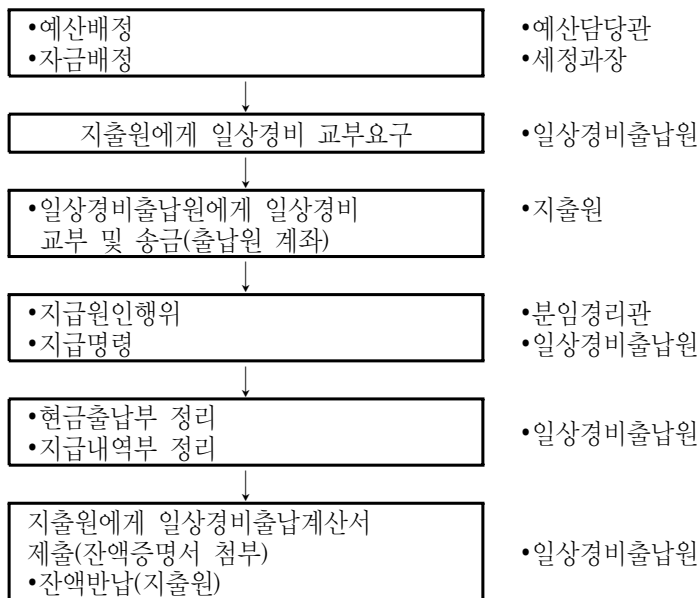 •예산배정 •예산담당관
•자금배정 •세정과장
지출원에게 일상경비 교부요구 •일상경비출납원
•일상경비출납원에게 일상경비 •지출원
교부 및 송금(출납원 계좌)
•지급원인행위 •분임경리관
•지급명령 •일상경비출납원
•현금출납부 정리
•지급내역부 정리 •일상경비출납원
지출원에게 일상경비출납계산서
제출(잔액증명서 첨부) •일상경비출납원
•잔액반납(지출원)